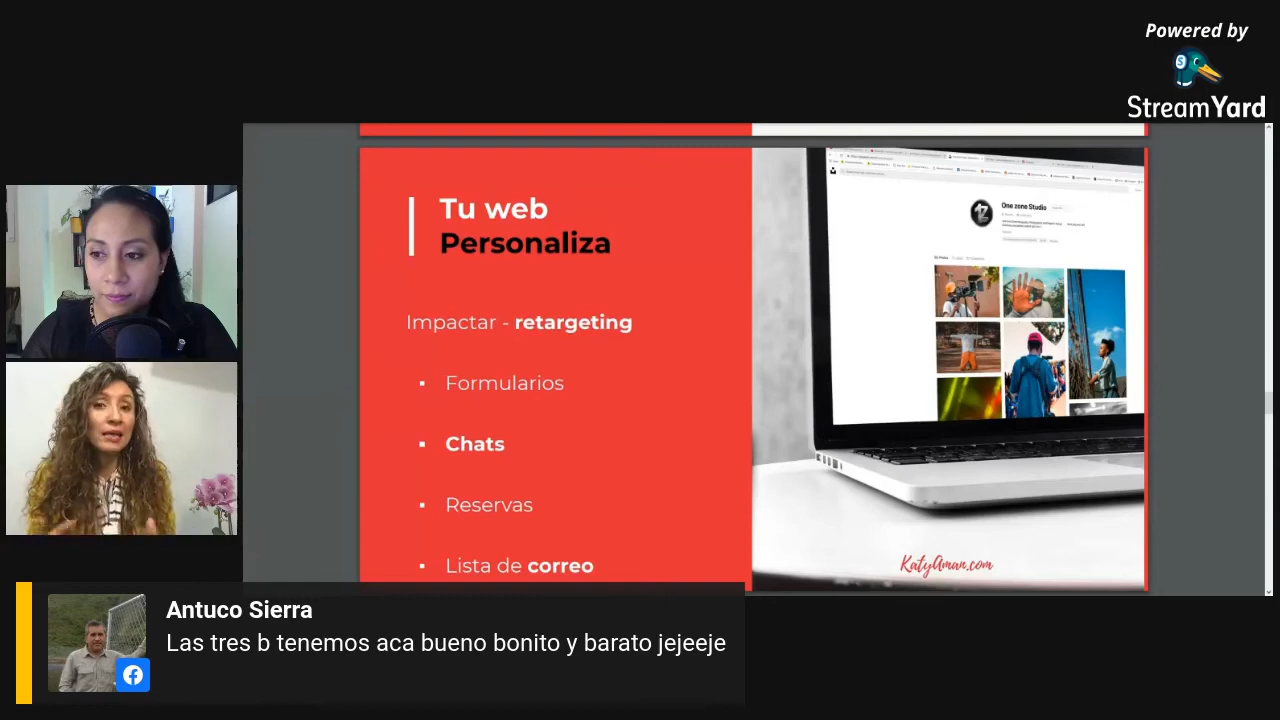 Powered by
StreamYard
Tu web
Personaliza
Impactar - retargeting
▪ Formularios
▪ Chats
▪ Reservas
▪ Lista de correo
One zone Studio
KatyAman.com
Antuco Sierra
Las tres b tenemos aca bueno bonito y barato jejeeje